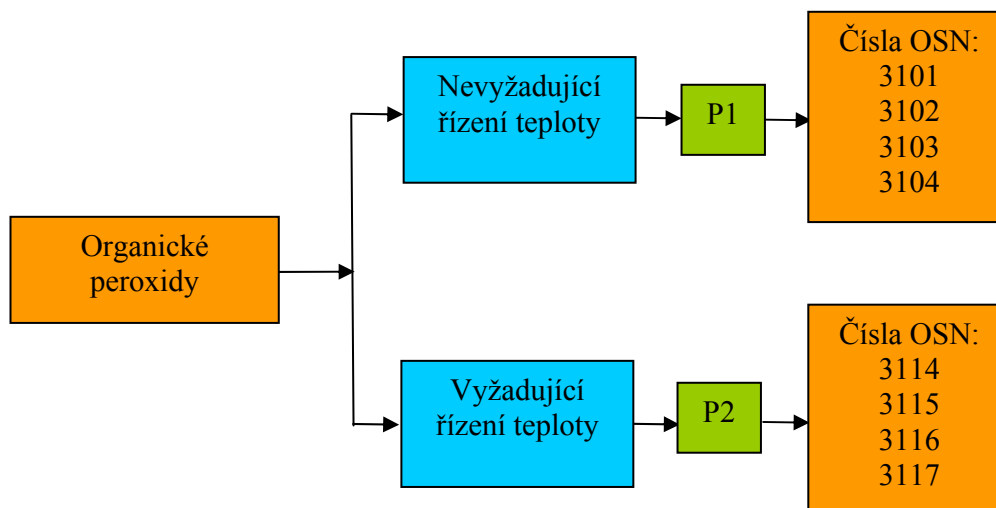 Organické
peroxidy
Nevyžadující
řízení teploty
P1
Čísla OSN:
3101
3102
3103
3104
Vyžadující
řízení teploty
P2
Čísla OSN:
3114
3115
3116
3117